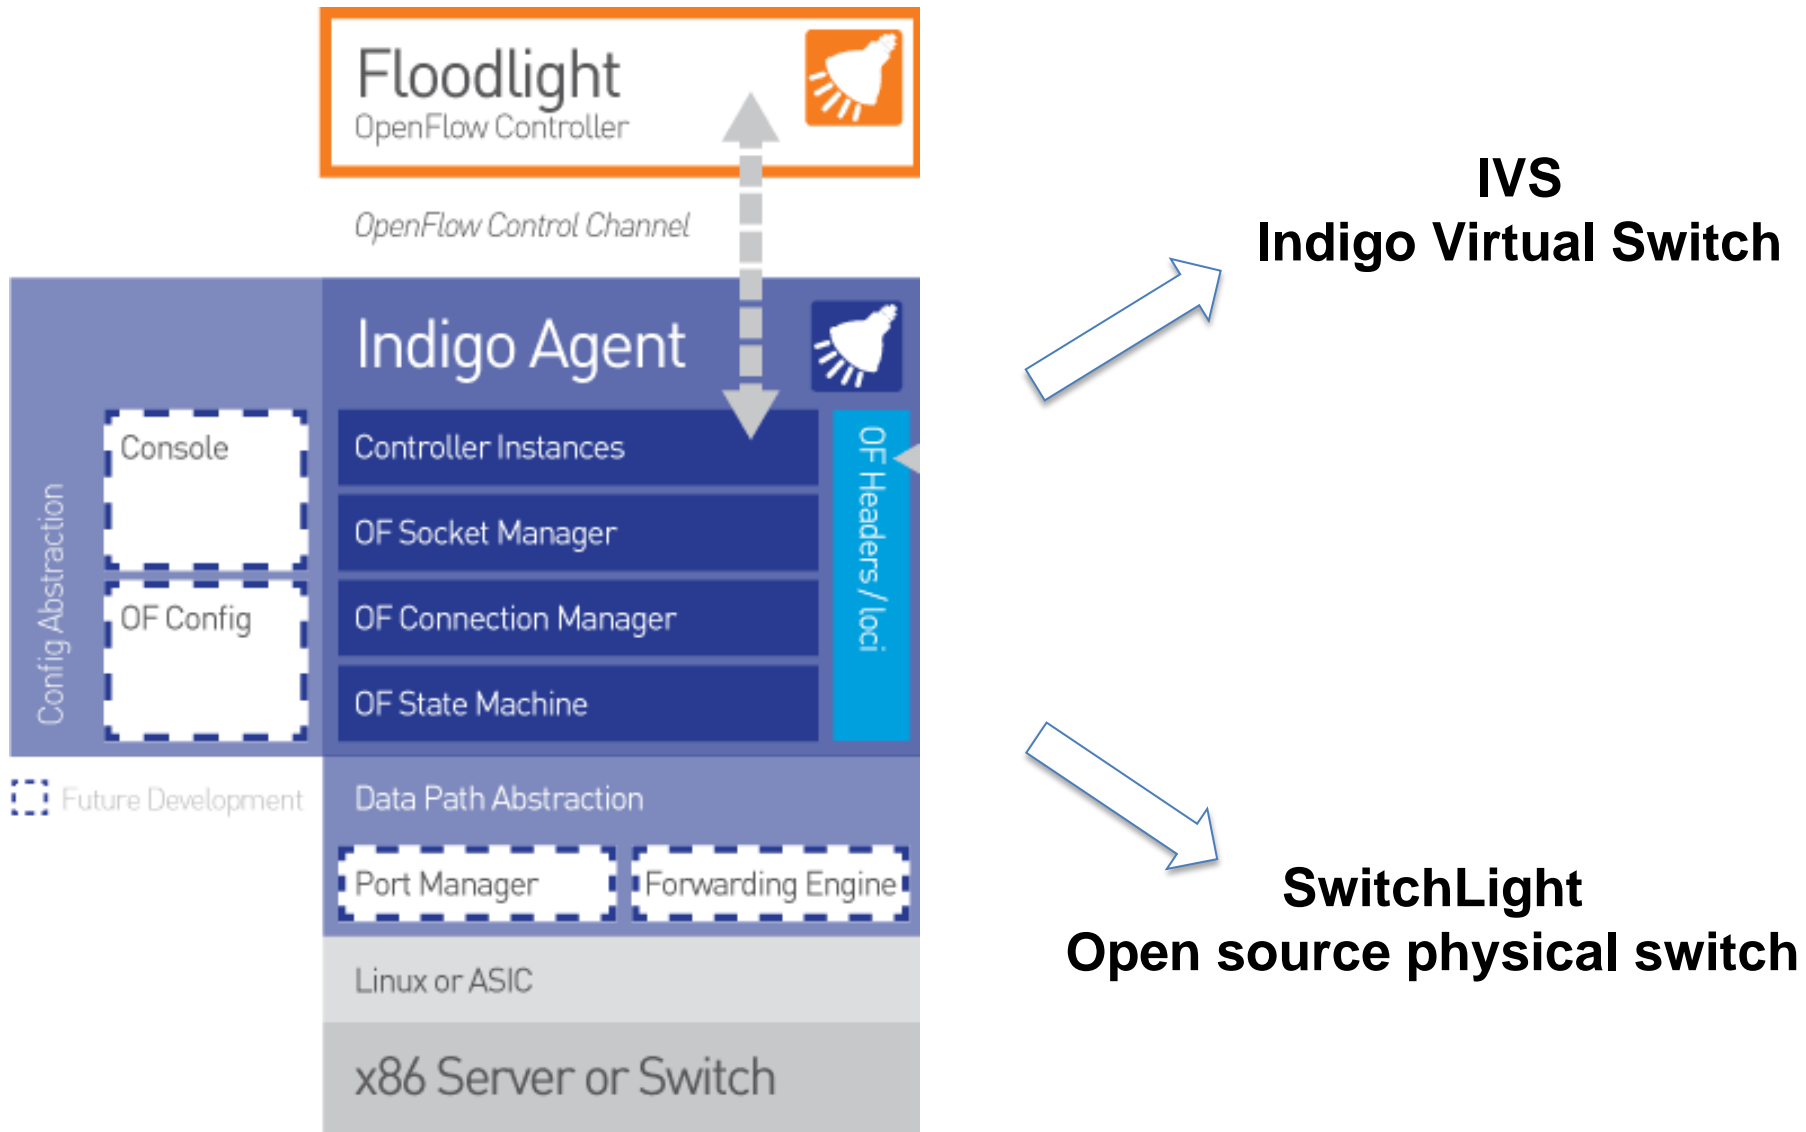 Floodlight
OpenFlow Controller
OpenFlow Control Channel
Indigo Agent
Config Abstraction
Console
OF Config
Controller Instances
OF Socket Manager
OF Connection Manager
OF State Machine
OF Headers / loci
Future Development
Data Path Abstraction
Port Manager
Forwarding Engine
Linux or ASIC
x86 Server or Switch
IVS
Indigo Virtual Switch
SwitchLight
Open source physical switch